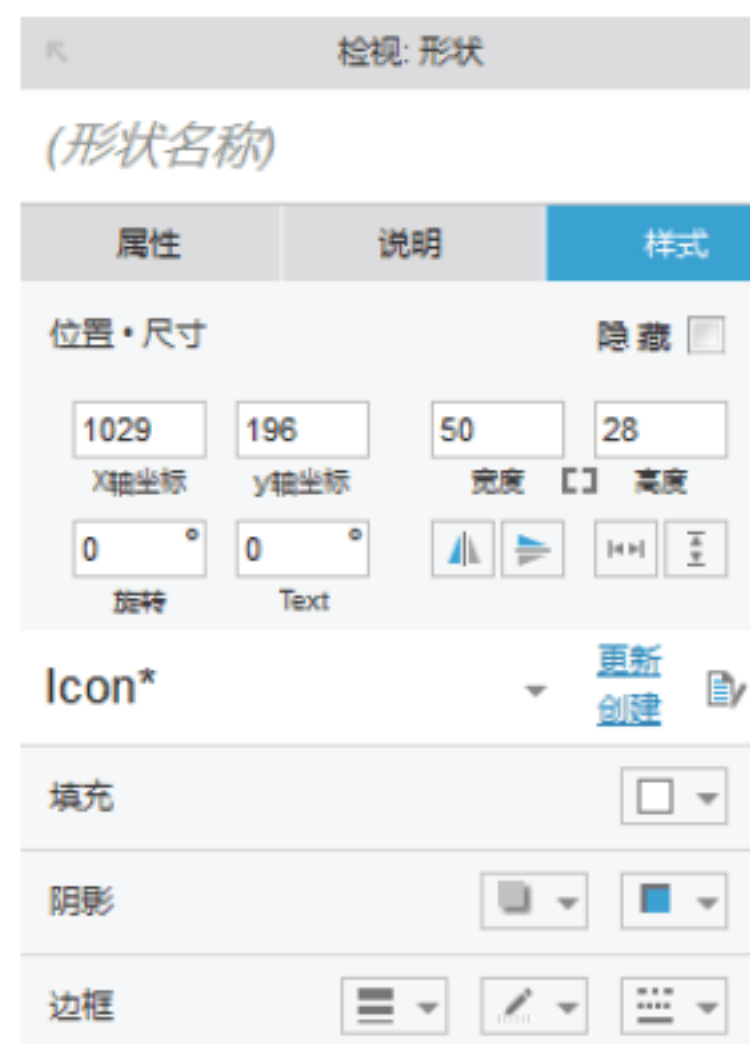 检视: 形状
(形状名称)
属性 说明 样式
位置 • 尺寸 隐藏
1029 196 50 28
X轴坐标 y轴坐标 宽度 高度
0 ° 0 °
旋转 Text
Icon* 更新
创建
填充
阴影
边框